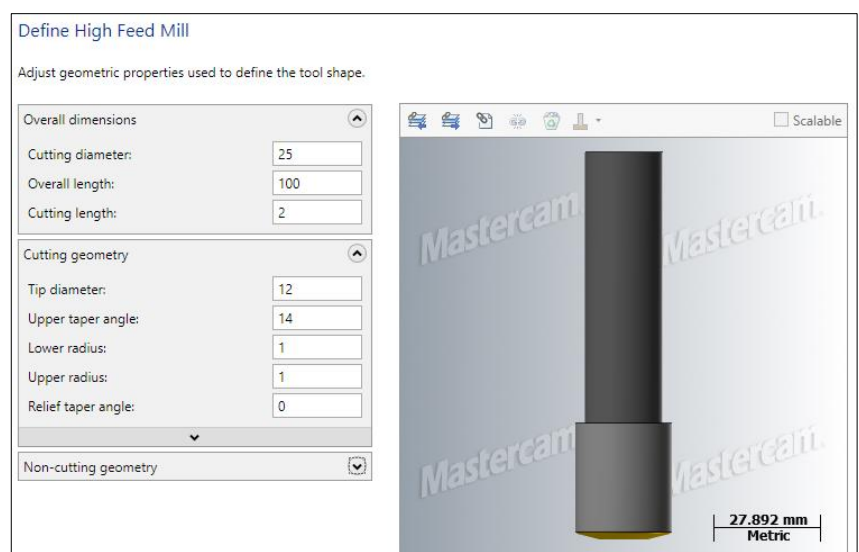 Define High Feed Mill
Adjust geometric properties used to define the tool shape.
Overall dimensions
Cutting diameter: 25
Overall length: 100
Cutting length: 2
Cutting geometry
Tip diameter: 12
Upper taper angle: 14
Lower radius: 1
Upper radius: 1
Relief taper angle: 0
Non-cutting geometry
Scalable
Mastercam.
Mastercam.
Mastercam.
Mastercam.
27.892 mm
Metric